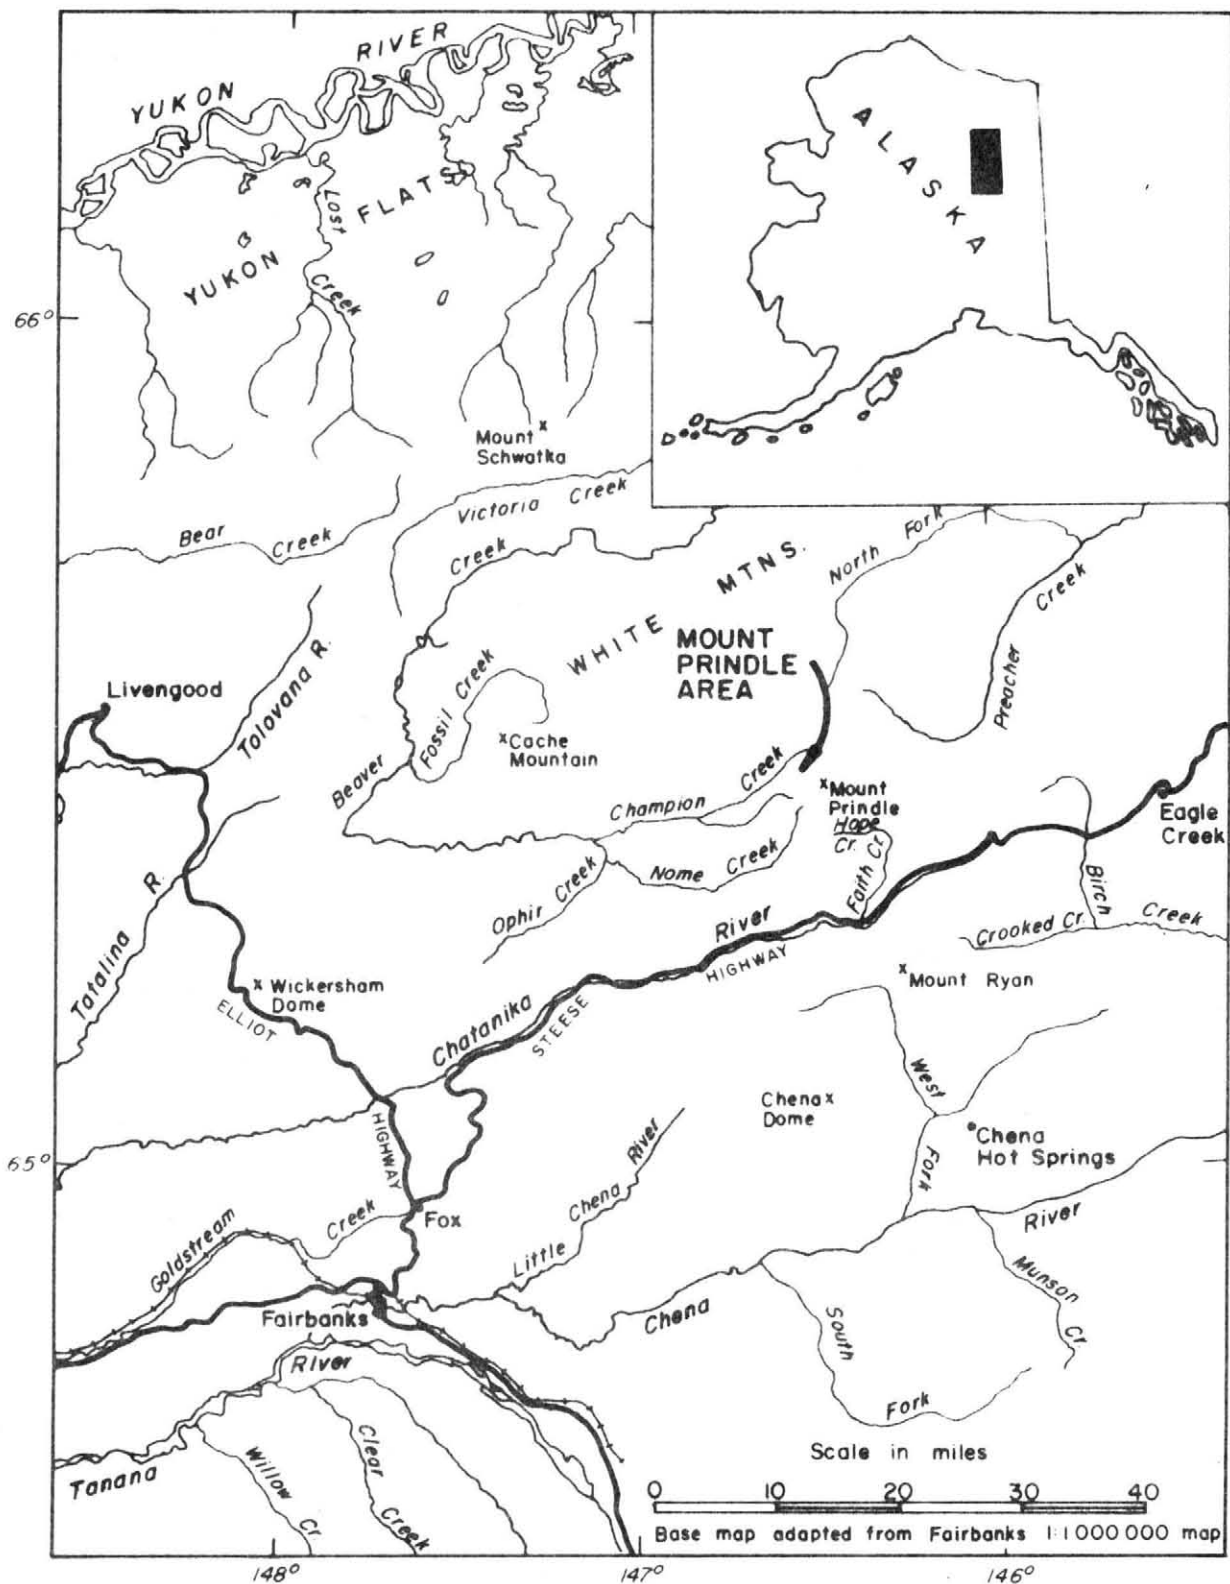 YUKON RIVER
ALASKA
YUKON FLATS
Lost Creek
66°
Mount
Schwatka
Victoria Creek
Bear Creek
Beaver Creek
North Fork
Preacher Creek
WHITE MTNS.
MOUNT
PRINDLE
AREA
Livengood
Tolovana R.
Fossil Creek
Cache
Mountain
Champion Creek
Mount
Prindle
Hope
Cr.
Faith Cr.
Eagle
Creek
Nome Creek
Ophir Creek
Birch Creek
Crooked Cr.
Tatalina R.
Wickersham
Dome
ELLIOT HIGHWAY
Chatanika River
STEESE HIGHWAY
Mount Ryan
West Fork
Chena
Dome
Chena
Hot Springs
65°
Little Chena River
Goldstream Creek
Fox
Chena River
Munson Cr.
South Fork
Fairbanks
Tanana River
Willow Cr.
Clear Creek
Scale in miles
0 10 20 30 40
Base map adapted from Fairbanks 1:1000000 map
148° 147° 146°